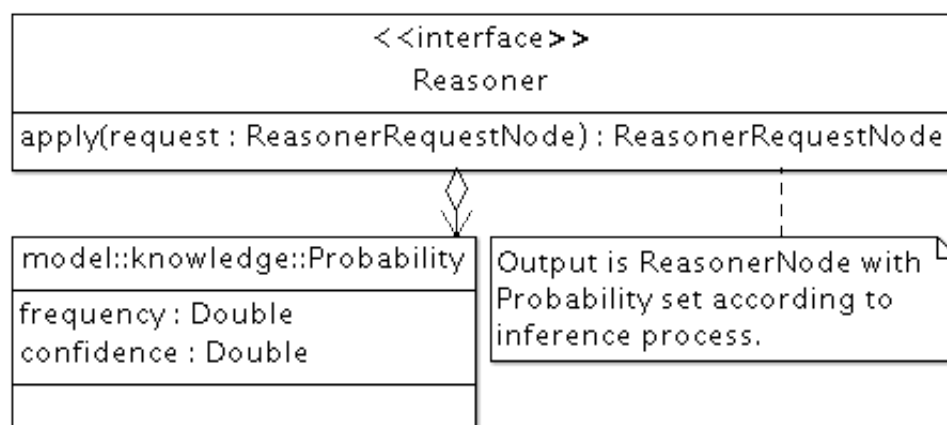 <<interface>>
Reasoner
apply(request : ReasonerRequestNode) : ReasonerRequestNode
model::knowledge::Probability
frequency : Double
confidence : Double
Output is ReasonerNode with
Probability set according to
inference process.